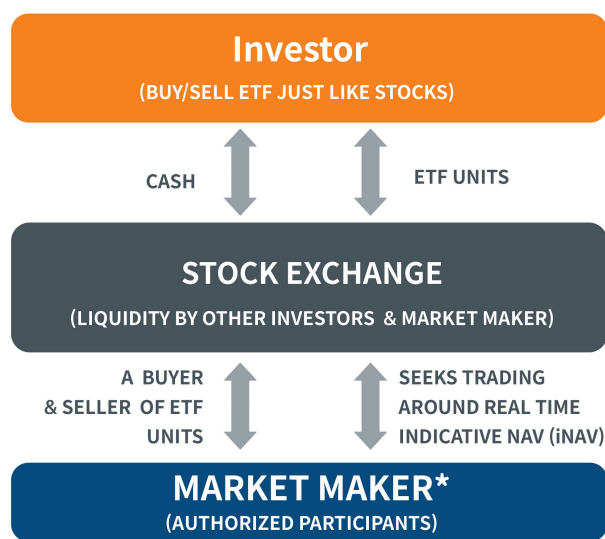 Investor
(BUY/SELL ETF JUST LIKE STOCKS)
CASH
ETF UNITS
STOCK EXCHANGE
(LIQUIDITY BY OTHER INVESTORS & MARKET MAKER)
A BUYER
& SELLER OF ETF
UNITS
SEEKS TRADING
AROUND REAL TIME
INDICATIVE NAV (iNAV)
MARKET MAKER*
(AUTHORIZED PARTICIPANTS)